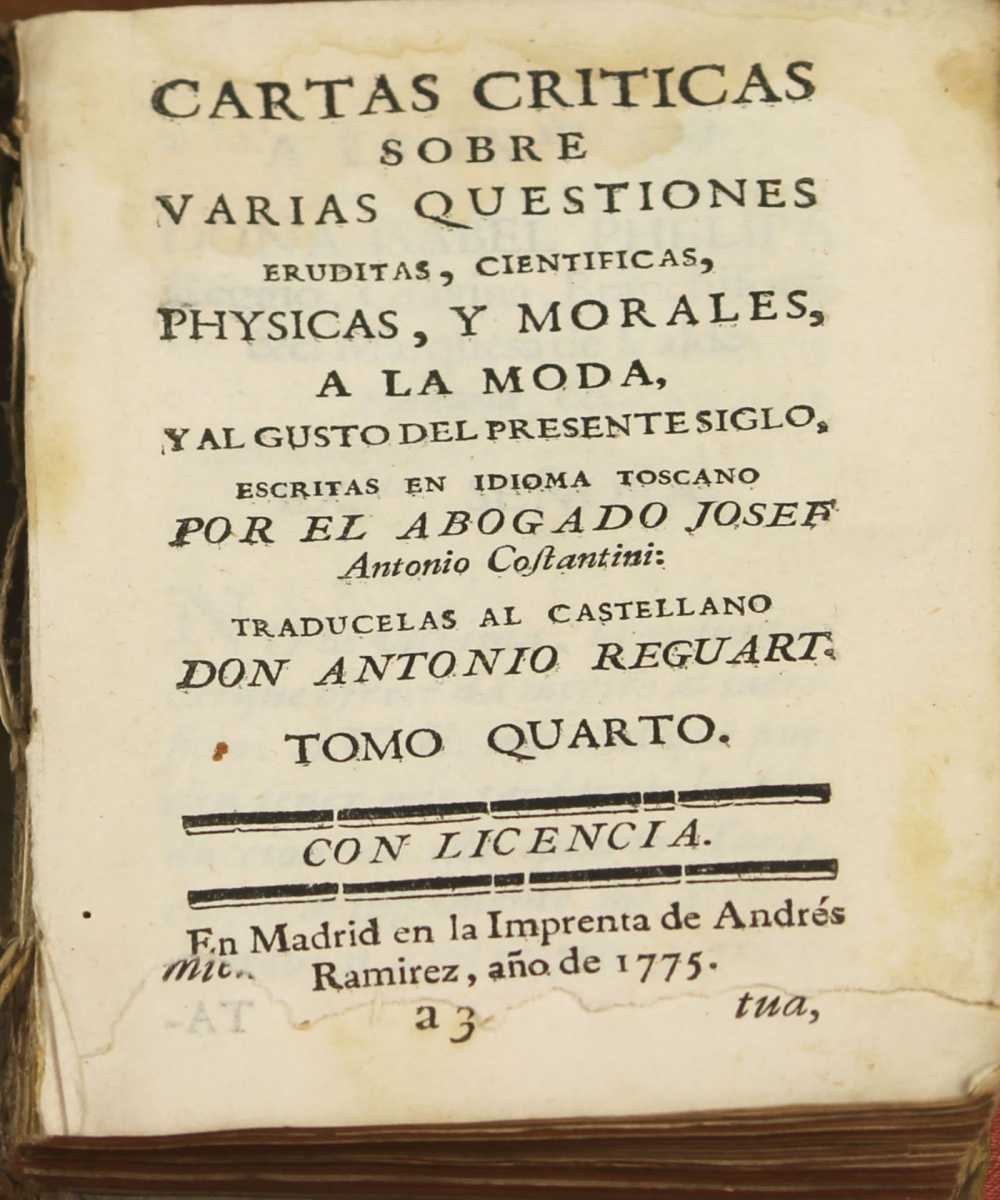 CARTAS CRITICAS
SOBRE
VARIAS QUESTIONES
ERUDITAS, CIENTIFICAS,
PHYSICAS, Y MORALES,
A LA MODA,
Y AL GUSTO DEL PRESENTE SIGLO,
ESCRITAS EN IDIOMA TOSCANO
POR EL ABOGADO JOSEF
Antonio Coſtantini:
TRADUCELAS AL CASTELLANO
DON ANTONIO REGUART.
TOMO QUARTO.
CON LICENCIA.
En Madrid en la Imprenta de Andrés
Ramirez, año de 1775.
a 3 tua,